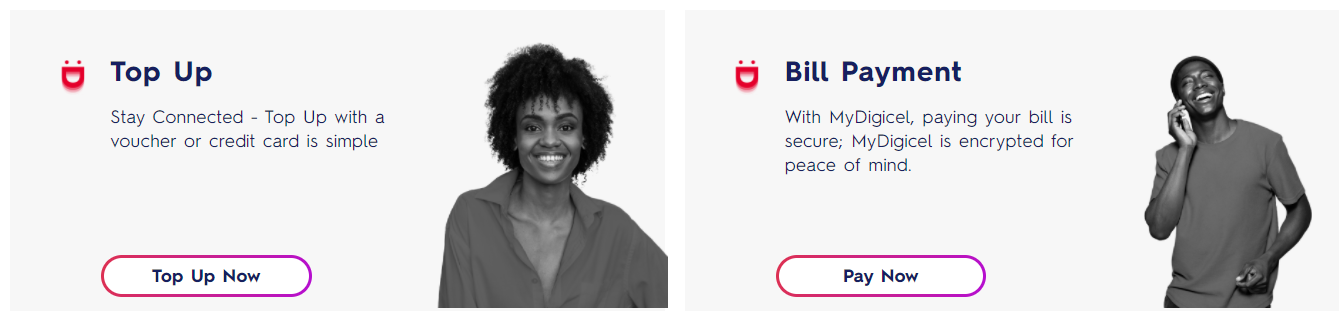 Top Up
Stay Connected - Top Up with a
voucher or credit card is simple
Top Up Now
Bill Payment
With MyDigicel, paying your bill is
secure; MyDigicel is encrypted for
peace of mind.
Pay Now